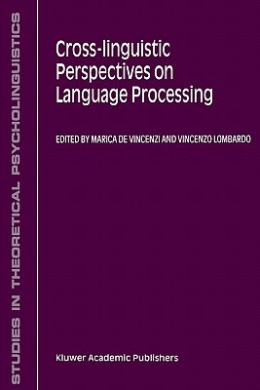 STUDIES IN THEORETICAL PSYCHOLINGUISTICS
Cross-linguistic
Perspectives on
Language Processing
EDITED BY MARICA DE VINCENZI AND VINCENZO LOMBARDO
Kluwer Academic Publishers